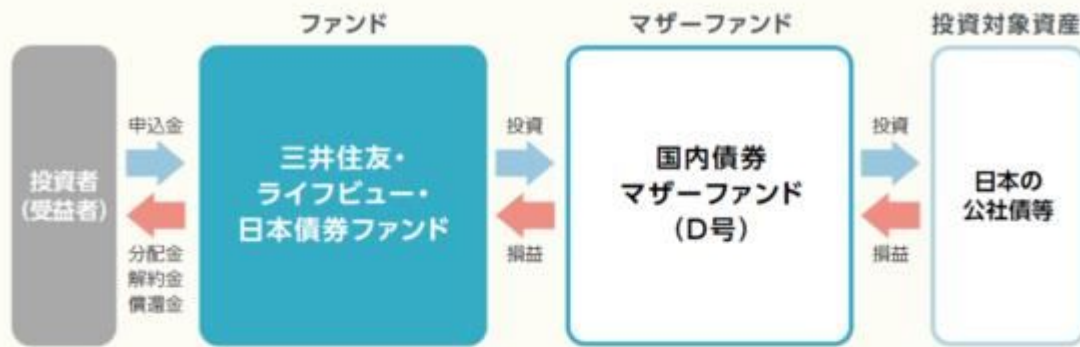 ファンド
マザーファンド
投資対象資産
投資者
(受益者)
申込金
分配金
解約金
償還金
三井住友・
ライフビュー・
日本債券ファンド
投資
損益
国内債券
マザーファンド
(D号)
投資
損益
日本の
公社債等